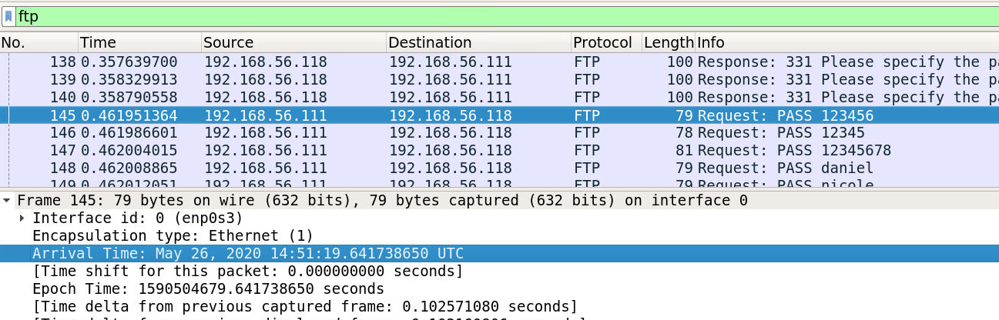 ftp
No. Time Source Destination Protocol Length Info
138 0.357639700 192.168.56.118 192.168.56.111 FTP 100 Response: 331 Please specify the pa
139 0.358329913 192.168.56.118 192.168.56.111 FTP 100 Response: 331 Please specify the pa
140 0.358790558 192.168.56.118 192.168.56.111 FTP 100 Response: 331 Please specify the pa
145 0.461951364 192.168.56.111 192.168.56.118 FTP 79 Request: PASS 123456
146 0.461986601 192.168.56.111 192.168.56.118 FTP 78 Request: PASS 12345
147 0.462004015 192.168.56.111 192.168.56.118 FTP 81 Request: PASS 12345678
148 0.462008865 192.168.56.111 192.168.56.118 FTP 79 Request: PASS daniel
149 0.462012051 192.168.56.111 192.168.56.118 FTP 79 Request: PASS nicole
Frame 145: 79 bytes on wire (632 bits), 79 bytes captured (632 bits) on interface 0
Interface id: 0 (enp0s3)
Encapsulation type: Ethernet (1)
Arrival Time: May 26, 2020 14:51:19.641738650 UTC
[Time shift for this packet: 0.000000000 seconds]
Epoch Time: 1590504679.641738650 seconds
[Time delta from previous captured frame: 0.102571080 seconds]